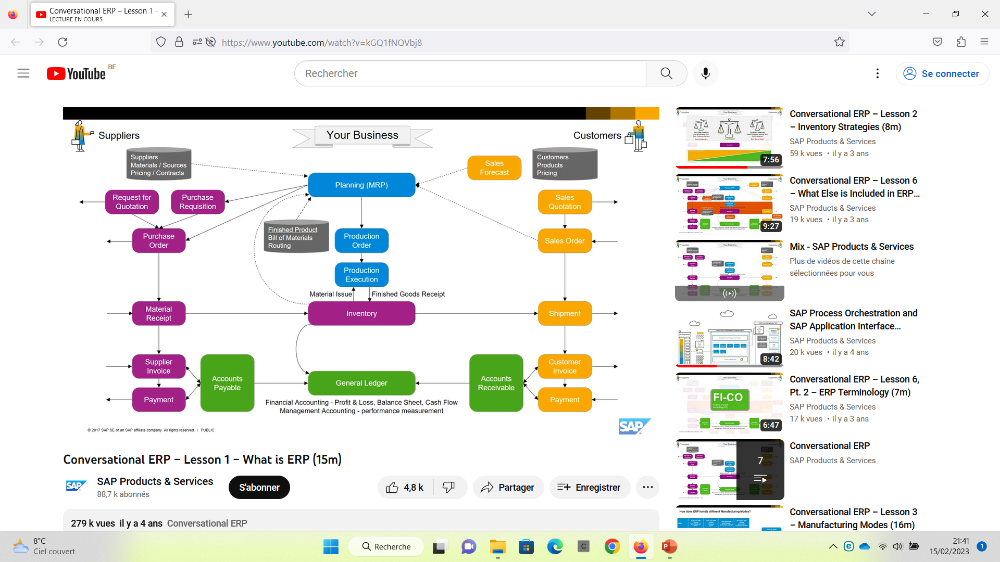 Conversational ERP – Lesson 1 –
LECTURE EN COURS
https://www.youtube.com/watch?v=kGQ1fNQVbj8
YouTube BE
Rechercher
Se connecter
Suppliers
Your Business
Customers
Suppliers
Materials / Sources
Pricing / Contracts
Sales
Forecast
Customers
Products
Pricing
Planning (MRP)
Request for
Quotation
Purchase
Requisition
Sales
Quotation
Finished Product
Bill of Materials
Routing
Purchase
Order
Production
Order
Sales Order
Production
Execution
Material Issue
Finished Goods Receipt
Material
Receipt
Inventory
Shipment
Supplier
Invoice
Accounts
Payable
General Ledger
Accounts
Receivable
Customer
Invoice
Payment
Payment
Financial Accounting - Profit & Loss, Balance Sheet, Cash Flow
Management Accounting - performance measurement
© 2017 SAP SE or an SAP affiliate company. All rights reserved. | PUBLIC
SAP
Conversational ERP – Lesson 1 – What is ERP (15m)
SAP
SAP Products & Services
88,7 k abonnés
S'abonner
4,8 k
Partager
Enregistrer
279 k vues il y a 4 ans Conversational ERP
7:56
Conversational ERP – Lesson 2
– Inventory Strategies (8m)
SAP Products & Services
59 k vues • il y a 3 ans
9:27
Conversational ERP – Lesson 6
– What Else is Included in ERP...
SAP Products & Services
19 k vues • il y a 3 ans
Mix - SAP Products & Services
Plus de vidéos de cette chaîne
sélectionnées pour vous
8:42
SAP Process Orchestration and
SAP Application Interface...
SAP Products & Services
20 k vues • il y a 4 ans
FI-CO
6:47
Conversational ERP – Lesson 6,
Pt. 2 – ERP Terminology (7m)
SAP Products & Services
17 k vues • il y a 3 ans
7
Conversational ERP
SAP Products & Services
How does ERP handle different Manufacturing Modes?
Conversational ERP – Lesson 3
– Manufacturing Modes (16m)
8°C
Ciel couvert
Recherche
21:41
15/02/2023
1